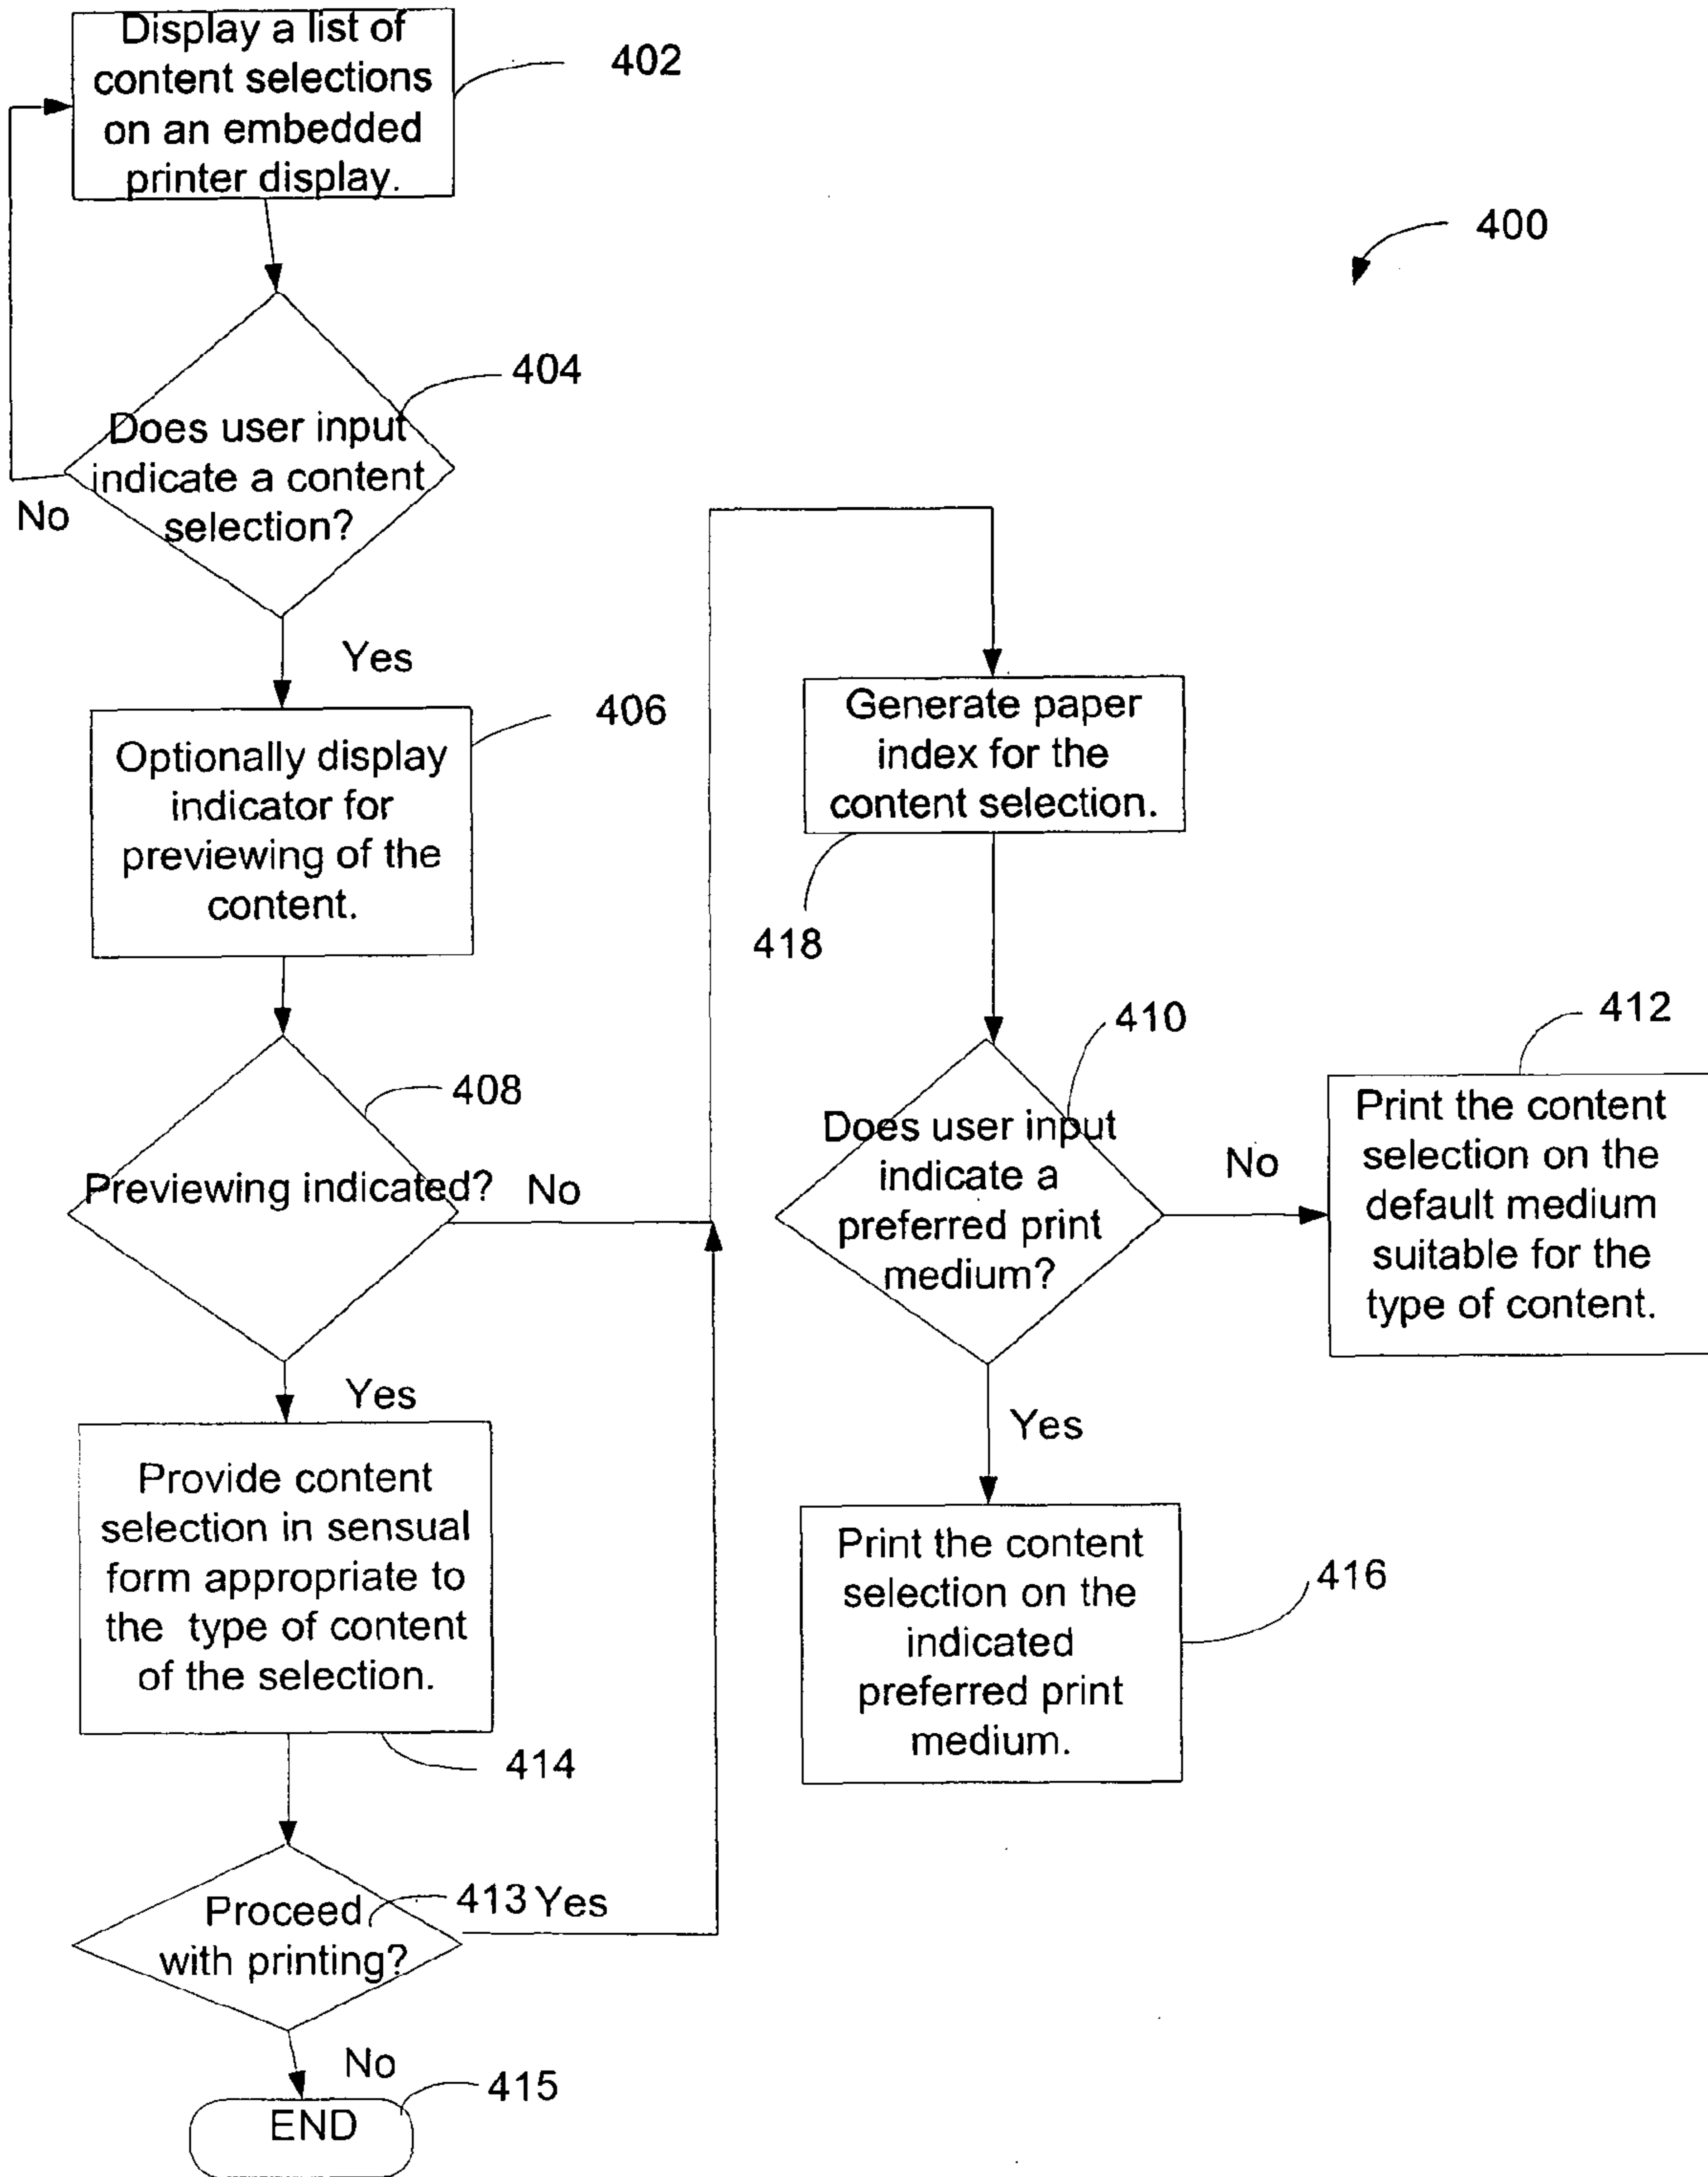 Display a list of
content selections
on an embedded
printer display.
402
400
404
Does user input
indicate a content
selection?
No
Yes
406
Optionally display
indicator for
previewing of the
content.
408
Previewing indicated?
No
Yes
Provide content
selection in sensual
form appropriate to
the type of content
of the selection.
414
Proceed
with printing?
413
Yes
No
415
END
Generate paper
index for the
content selection.
418
410
Does user input
indicate a
preferred print
medium?
No
412
Print the content
selection on the
default medium
suitable for the
type of content.
Yes
Print the content
selection on the
indicated
preferred print
medium.
416